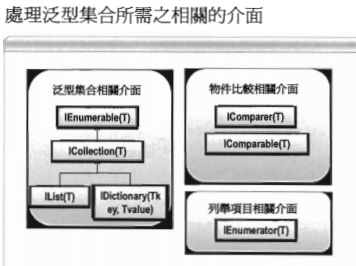 處理泛型集合所需之相關的介面
泛型集合相關介面
IEnumerable(T)
ICollection(T)
IList(T)
IDictionary(Tk
ey, Tvalue)
物件比較相關介面
IComparer(T)
IComparable(T)
列舉項目相關介面
IEnumerator(T)